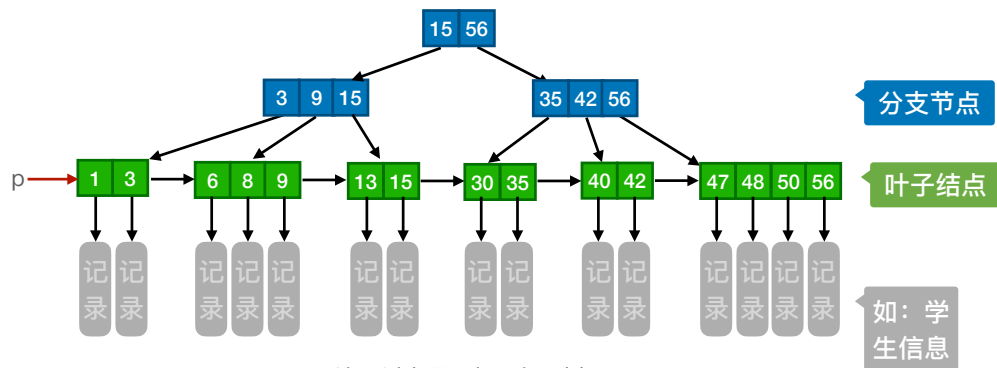 15 56
3 9 15
35 42 56
分支节点
p
1 3
6 8 9
13 15
30 35
40 42
47 48 50 56
叶子结点
记录 记录
记录 记录 记录
记录 记录
记录 记录
记录 记录
记录 记录 记录 记录
如：学
生信息